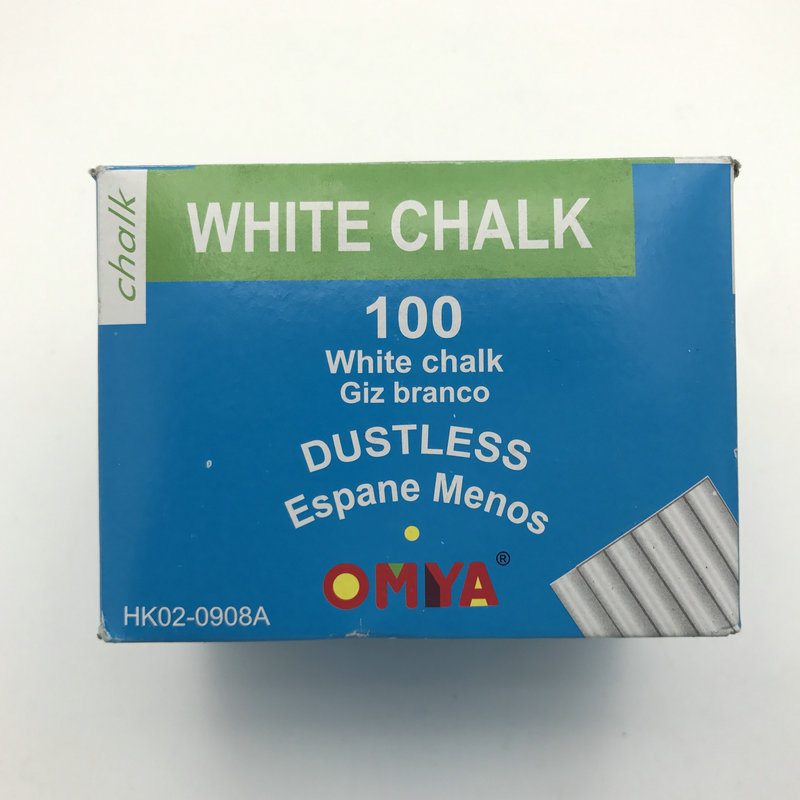 chalk
WHITE CHALK
100
White chalk
Giz branco
DUSTLESS
Espane Menos
OMYA®
HK02-0908A